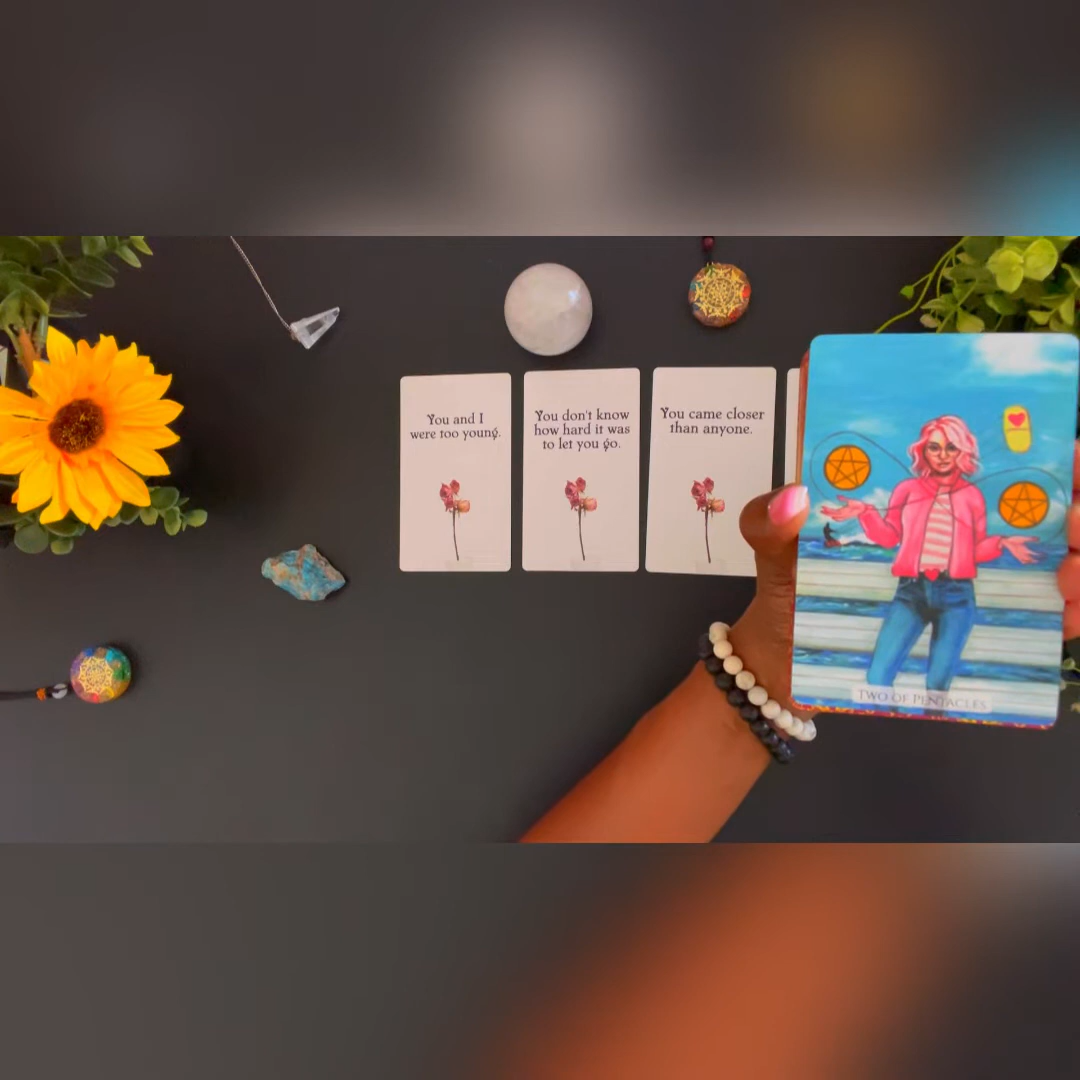 You and I
were too young.
You don't know
how hard it was
to let you go.
You came closer
than anyone.
Two of Pentacles